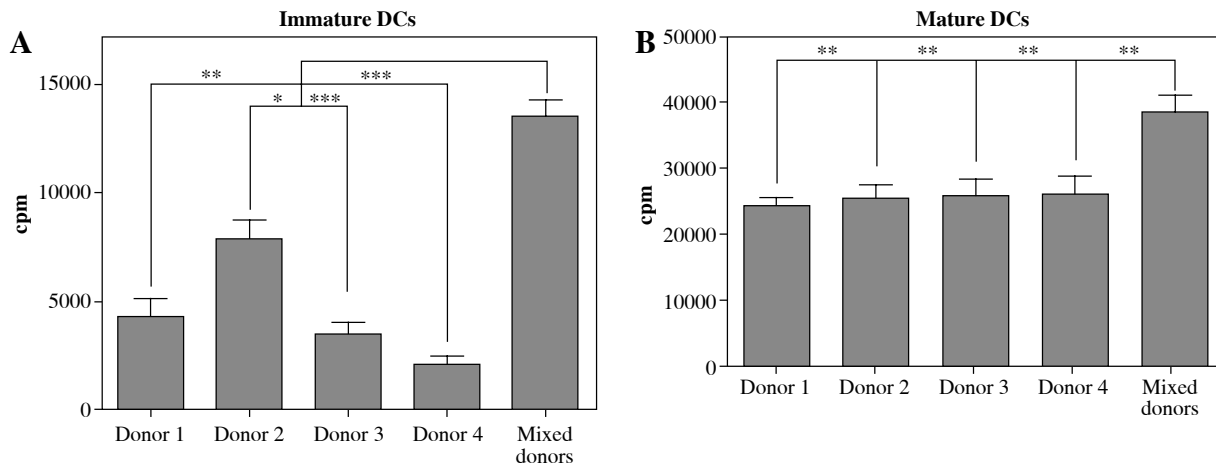 A
Immature DCs
cpm
15000
10000
5000
0
**
***
*
***
Donor 1
Donor 2
Donor 3
Donor 4
Mixed
donors
B
Mature DCs
cpm
50000
40000
30000
20000
10000
0
**
**
**
**
Donor 1
Donor 2
Donor 3
Donor 4
Mixed
donors